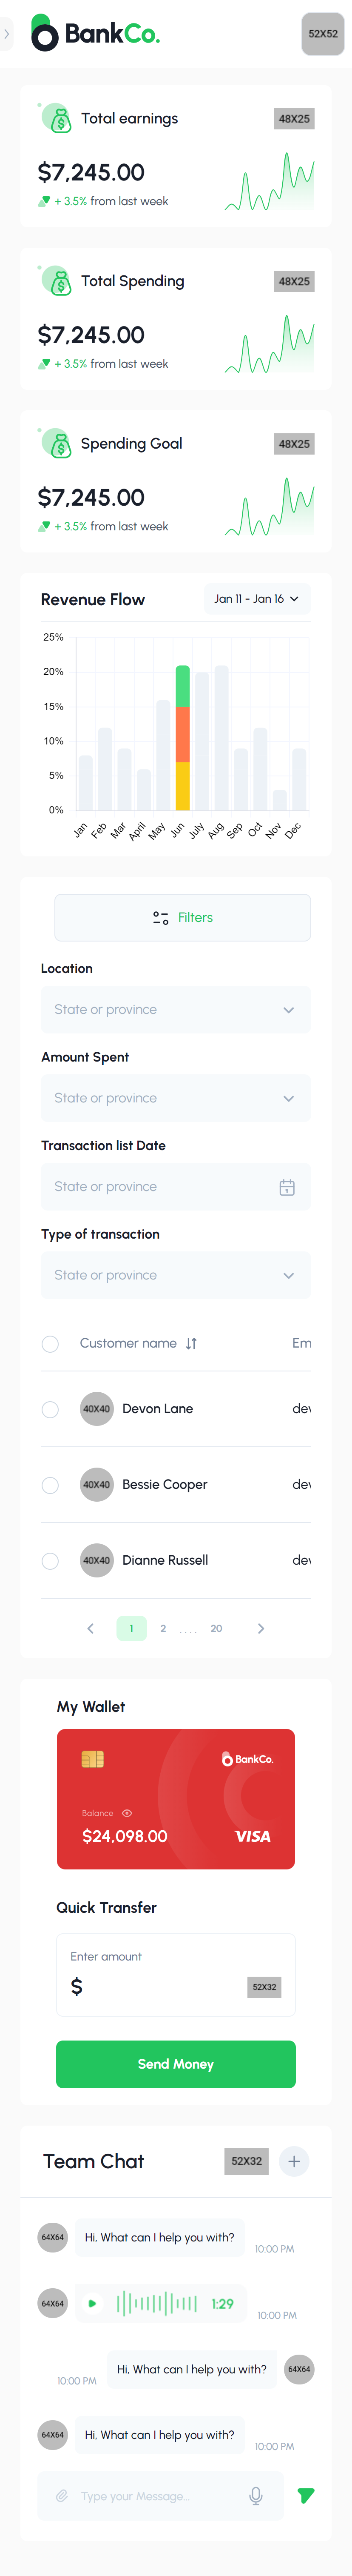 BankCo.
52X52
Total earnings
48X25
$7,245.00
+ 3.5% from last week
Total Spending
48X25
$7,245.00
+ 3.5% from last week
Spending Goal
48X25
$7,245.00
+ 3.5% from last week
Revenue Flow
Jan 11 - Jan 16
25%
20%
15%
10%
5%
0%
Jan Feb Mar April May Jun July Aug Sep Oct Nov Dec
Filters
Location
State or province
Amount Spent
State or province
Transaction list Date
State or province
Type of transaction
State or province
Customer name Em
40X40 Devon Lane dev
40X40 Bessie Cooper dev
40X40 Dianne Russell dev
1 2 .... 20
My Wallet
BankCo.
Balance
$24,098.00 VISA
Quick Transfer
Enter amount
$ 52X32
Send Money
Team Chat 52X32
64X64 Hi, What can I help you with?
10:00 PM
64X64 1:29
10:00 PM
Hi, What can I help you with? 64X64
10:00 PM
64X64 Hi, What can I help you with?
10:00 PM
Type your Message...